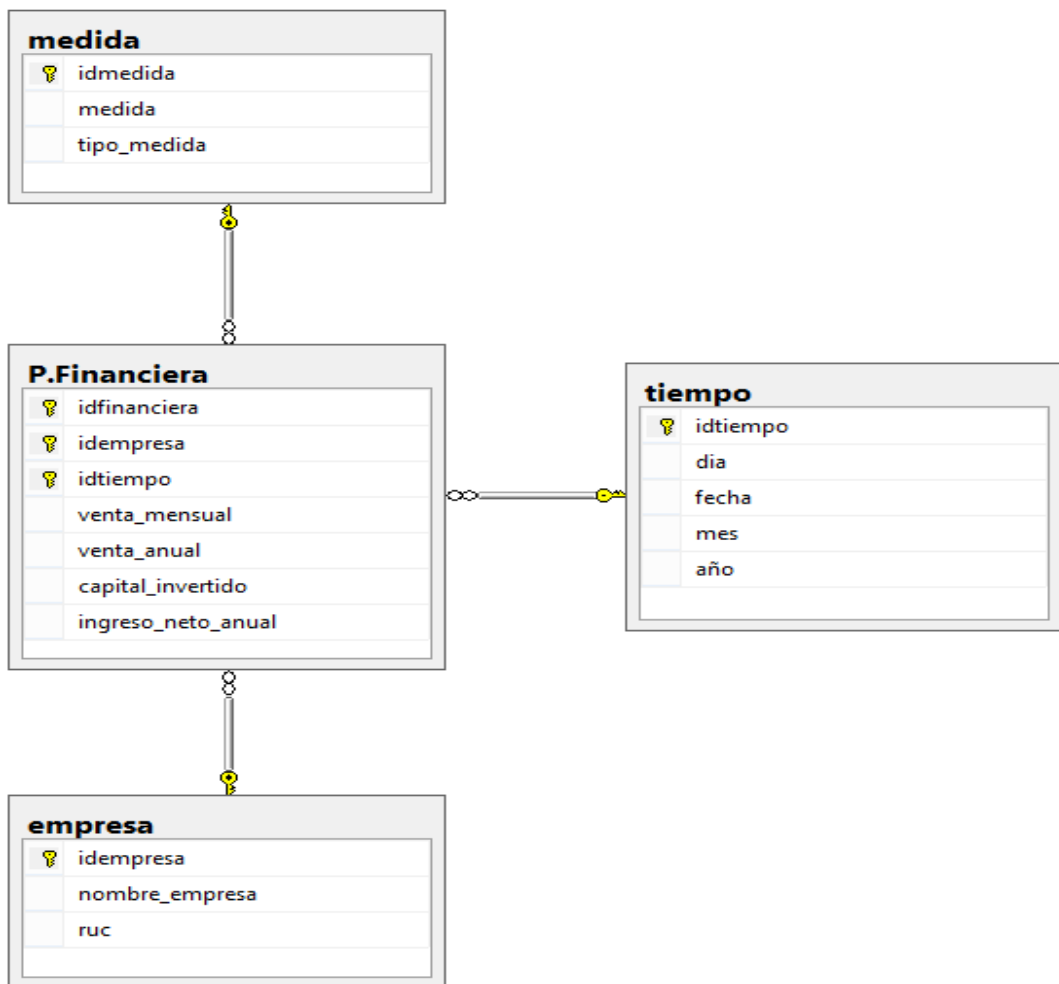 medida
idmedida
medida
tipo_medida
P.Financiera
idfinanciera
idempresa
idtiempo
venta_mensual
venta_anual
capital_invertido
ingreso_neto_anual
tiempo
idtiempo
dia
fecha
mes
año
empresa
idempresa
nombre_empresa
ruc